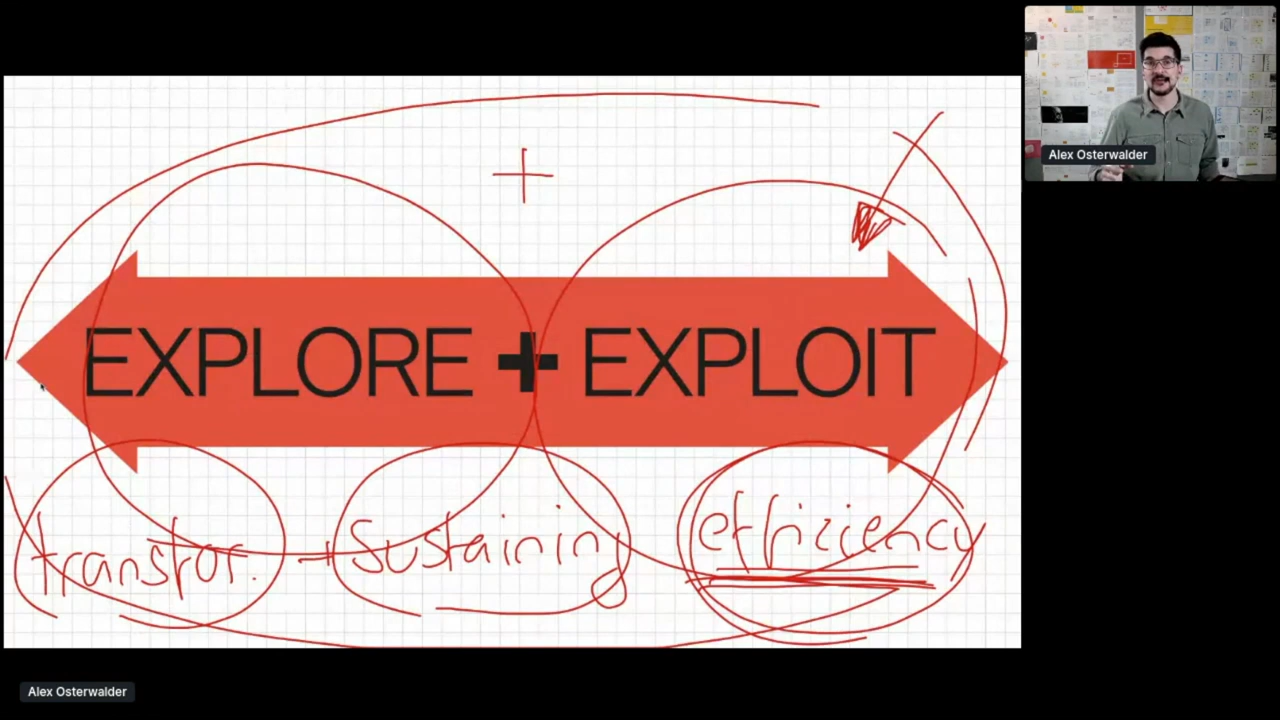 Alex Osterwalder
+
EXPLORE + EXPLOIT
transfor. + sustaining efficiency
Alex Osterwalder